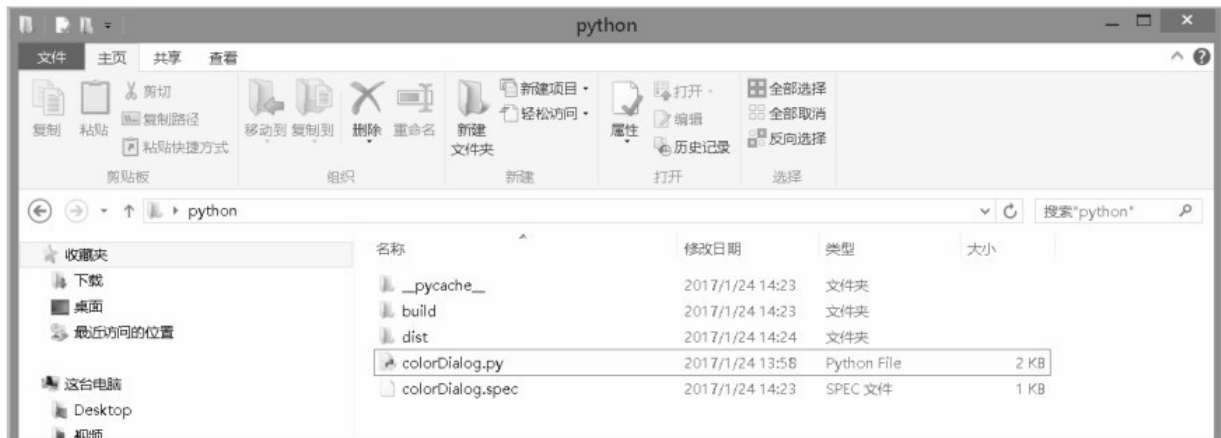 python
文件 主页 共享 查看
复制 粘贴 剪切 复制路径 粘贴快捷方式
剪贴板
移动到 复制到 删除 重命名
组织
新建文件夹 新建项目 轻松访问
新建
属性 打开 编辑 历史记录
打开
全部选择 全部取消 反向选择
选择
python 搜索"python"
收藏夹
下载
桌面
最近访问的位置
这台电脑
Desktop
视频
名称 修改日期 类型 大小
__pycache__ 2017/1/24 14:23 文件夹
build 2017/1/24 14:23 文件夹
dist 2017/1/24 14:24 文件夹
colorDialog.py 2017/1/24 13:58 Python File 2 KB
colorDialog.spec 2017/1/24 14:23 SPEC 文件 1 KB